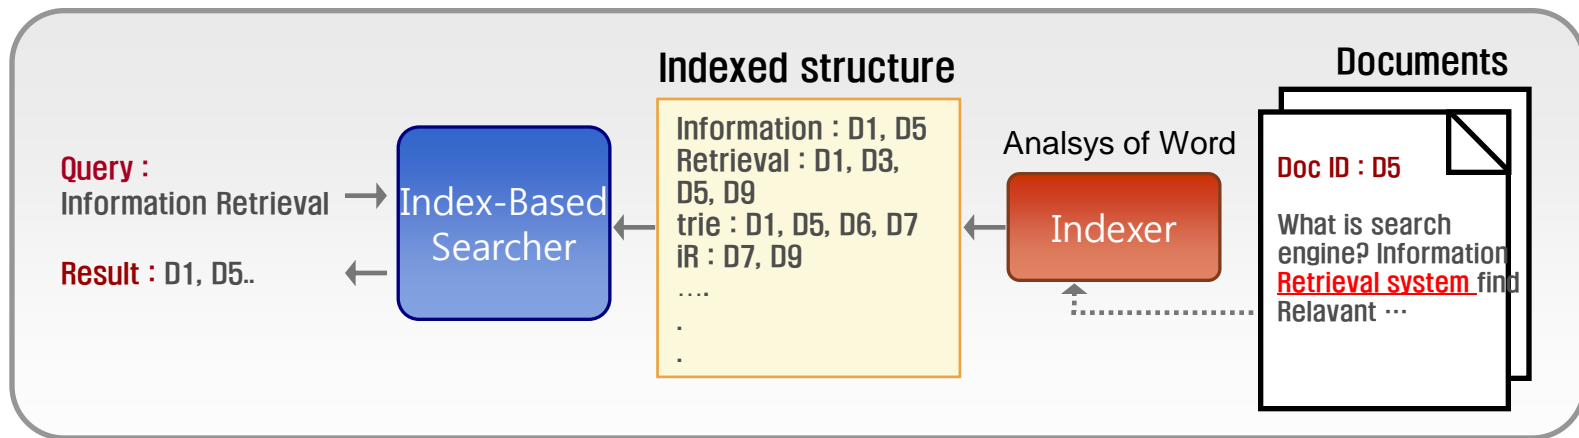 Query :
Information Retrieval
Result : D1, D5..
Index-Based
Searcher
Indexed structure
Information : D1, D5
Retrieval : D1, D3,
D5, D9
trie : D1, D5, D6, D7
iR : D7, D9
....
.
.
Analsys of Word
Indexer
Documents
Doc ID : D5
What is search
engine? Information
Retrieval system find
Relavant ···